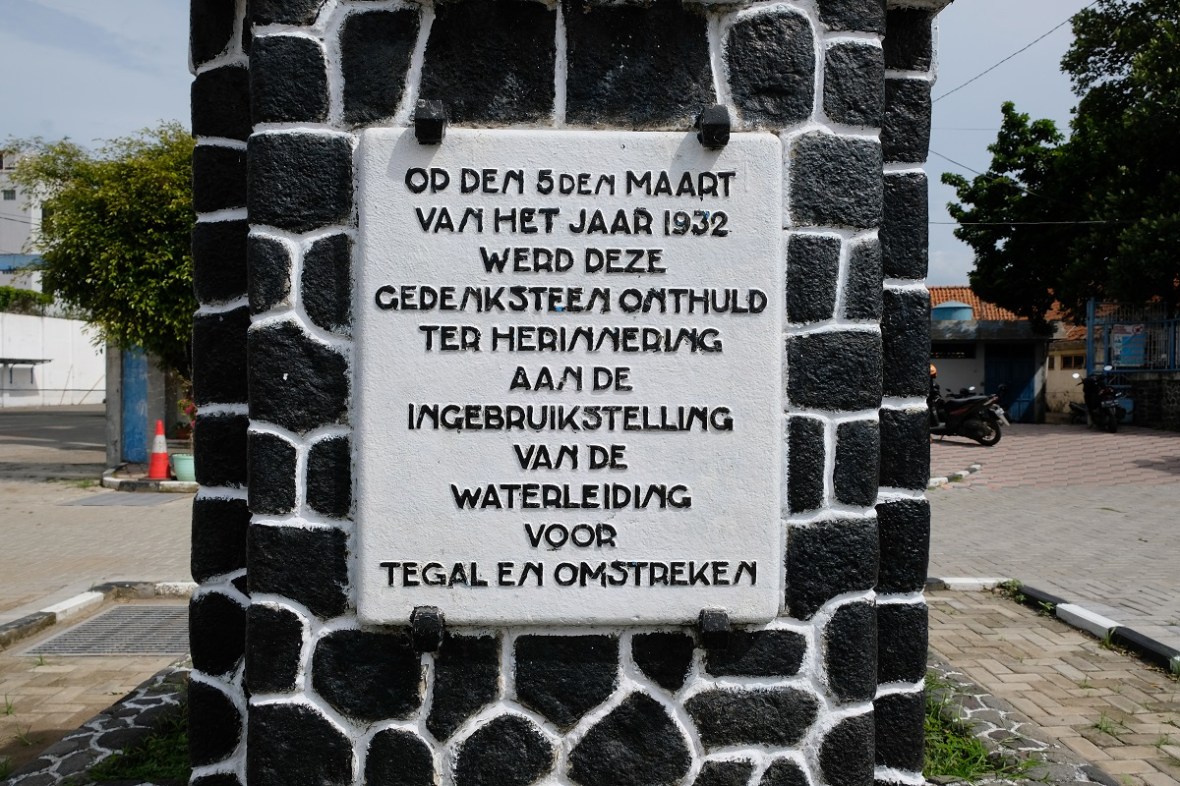 OP DEN 5DEN MAART
VAN HET JAAR 1932
WERD DEZE
GEDENKSTEEN ONTHULD
TER HERINNERING
AAN DE
INGEBRUIKSTELLING
VAN DE
WATERLEIDING
VOOR
TEGAL EN OMSTREKEN